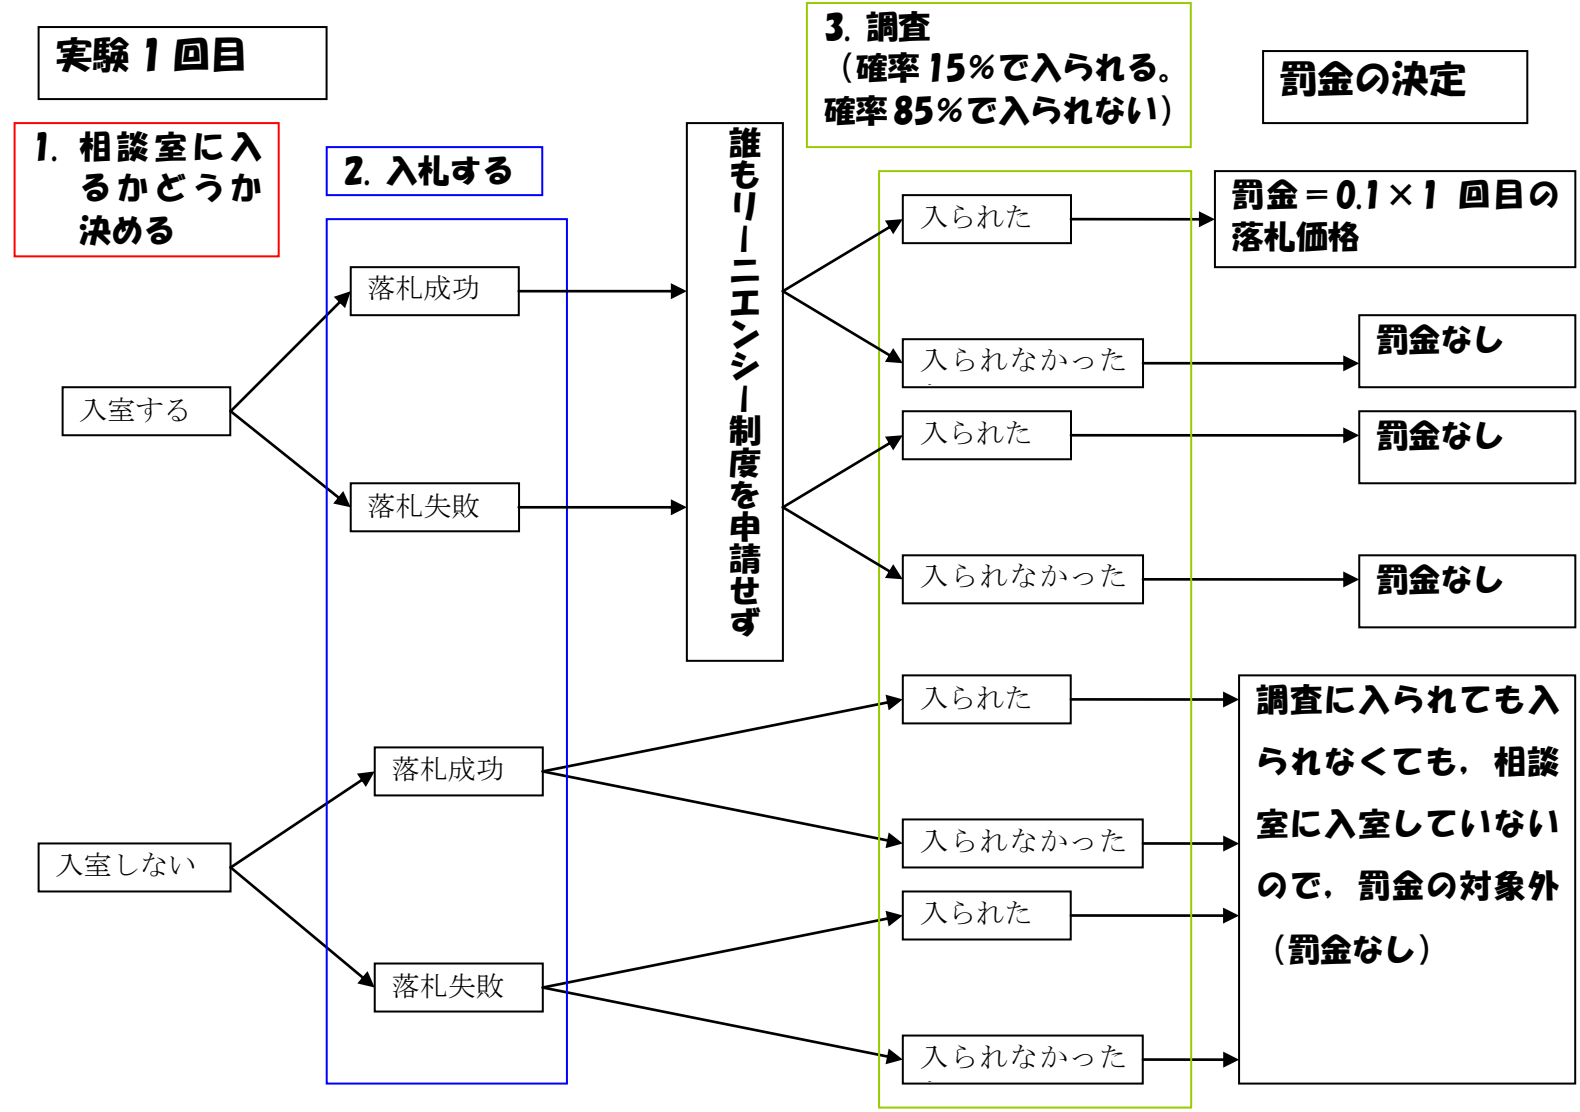 実験1回目
1. 相談室に入
るかどうか
決める
2. 入札する
3. 調査
（確率15%で入られる。
確率85%で入られない）
罰金の決定
誰もリーニエンシー制度を申請せず
入室する
落札成功
落札失敗
入られた
入られなかった
入られた
入られなかった
罰金＝0.1×1 回目の
落札価格
罰金なし
罰金なし
罰金なし
入室しない
落札成功
落札失敗
入られた
入られなかった
入られた
入られなかった
調査に入られても入
られなくても，相談
室に入室していない
ので，罰金の対象外
（罰金なし）